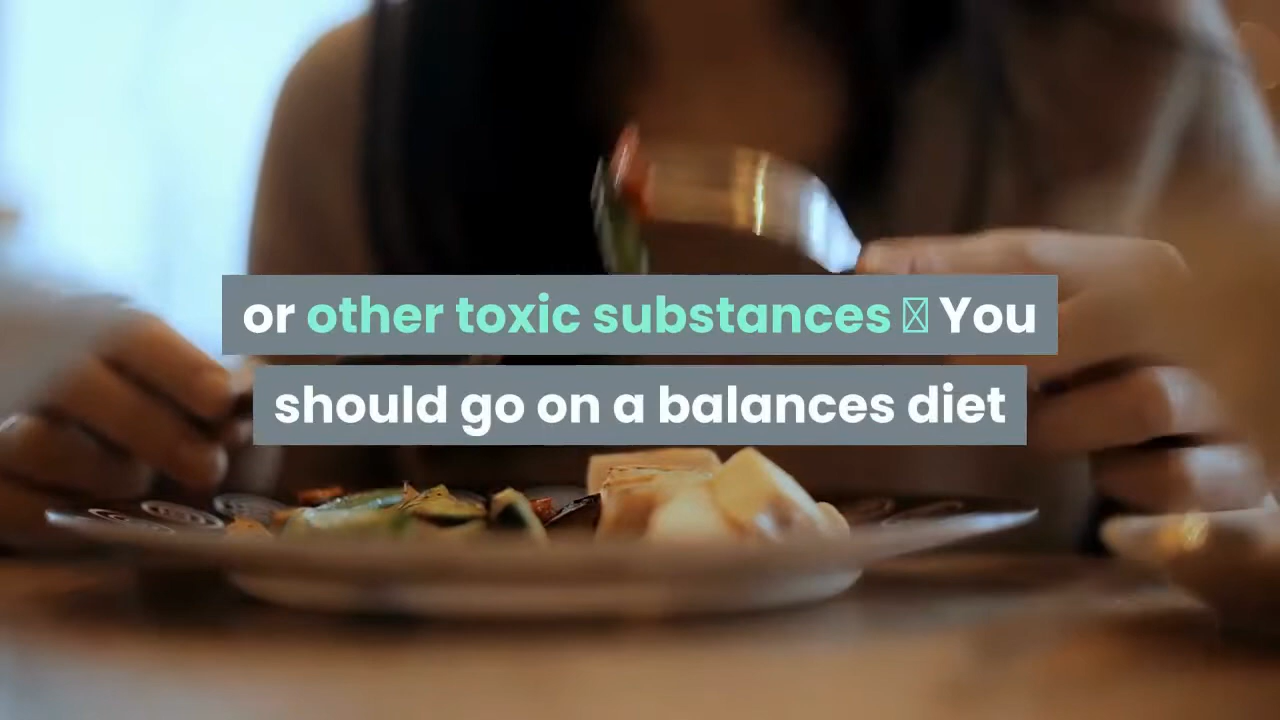 or other toxic substances You
should go on a balances diet